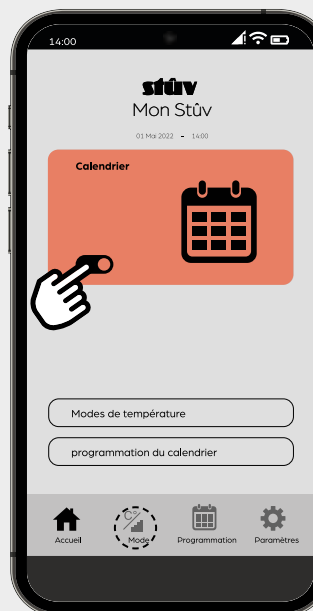 14:00
stûv
Mon Stûv
01 Mai 2022 - 14:00
Calendrier
Modes de température
programmation du calendrier
C°
Accueil
Mode
Programmation
Paramètres